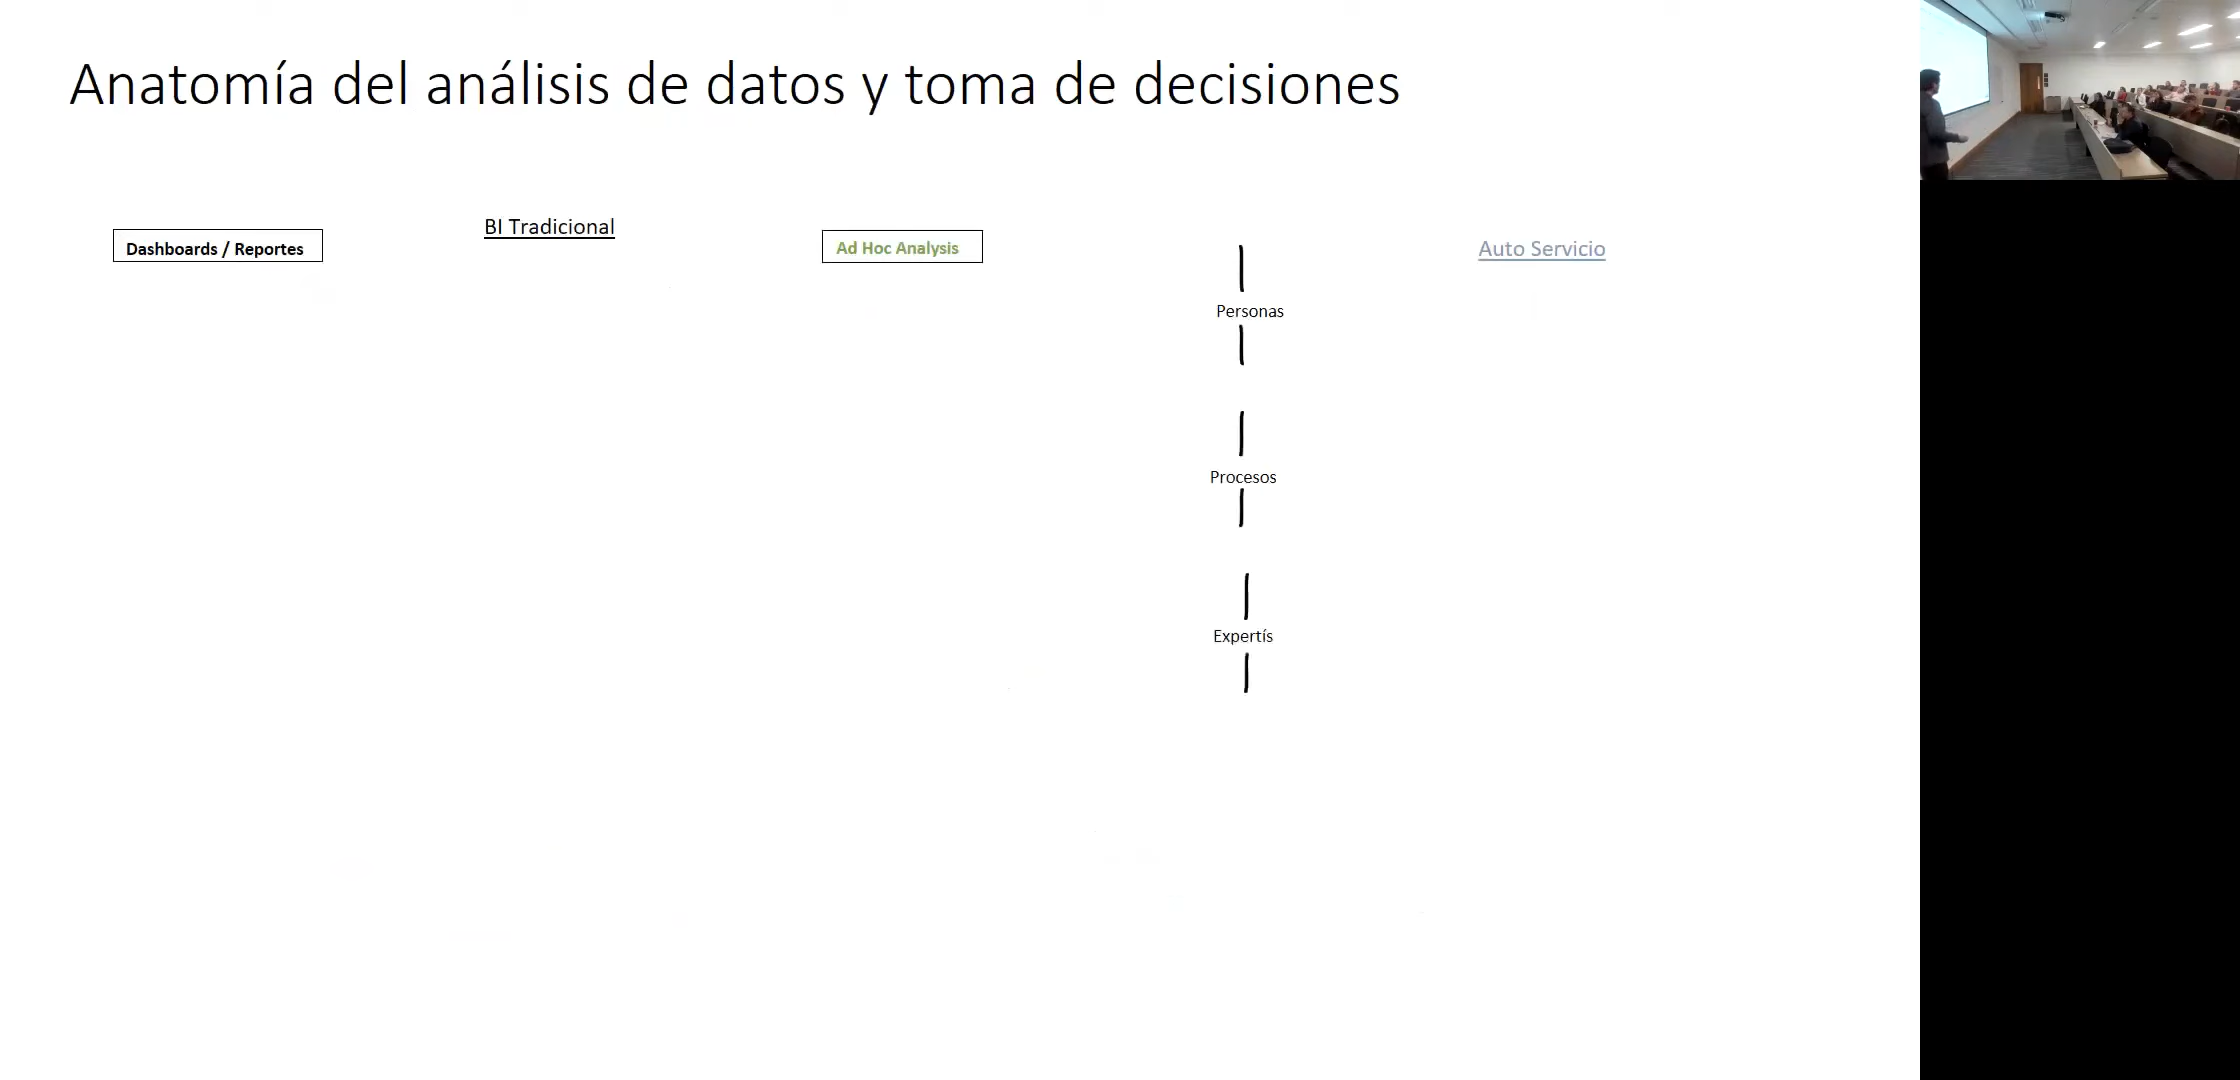 Anatomía del análisis de datos y toma de decisiones
BI Tradicional
Dashboards / Reportes
Ad Hoc Analysis
Auto Servicio
Personas
Procesos
Expertís